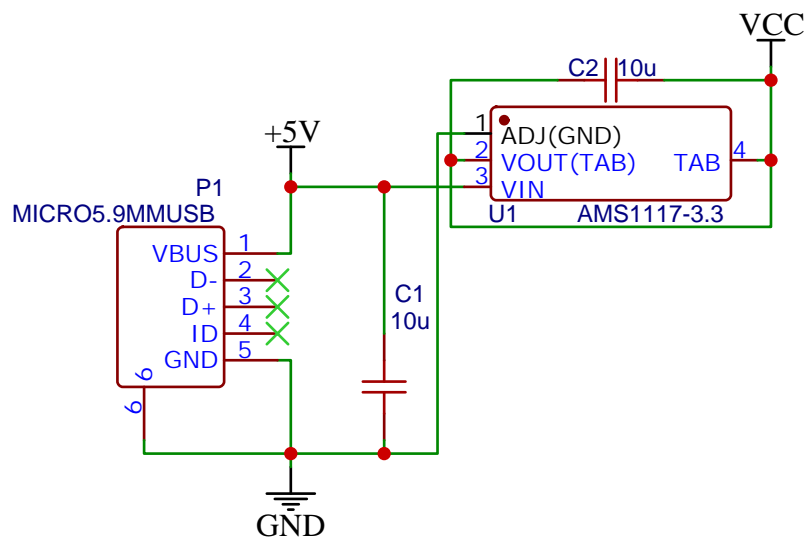 VCC
C2 10u
+5V
1 ADJ(GND)
2 VOUT(TAB) TAB 4
3 VIN
U1 AMS1117-3.3
P1
MICRO5.9MMUSB
VBUS 1
D- 2
D+ 3
ID 4
GND 5
6
6
C1
10u
GND